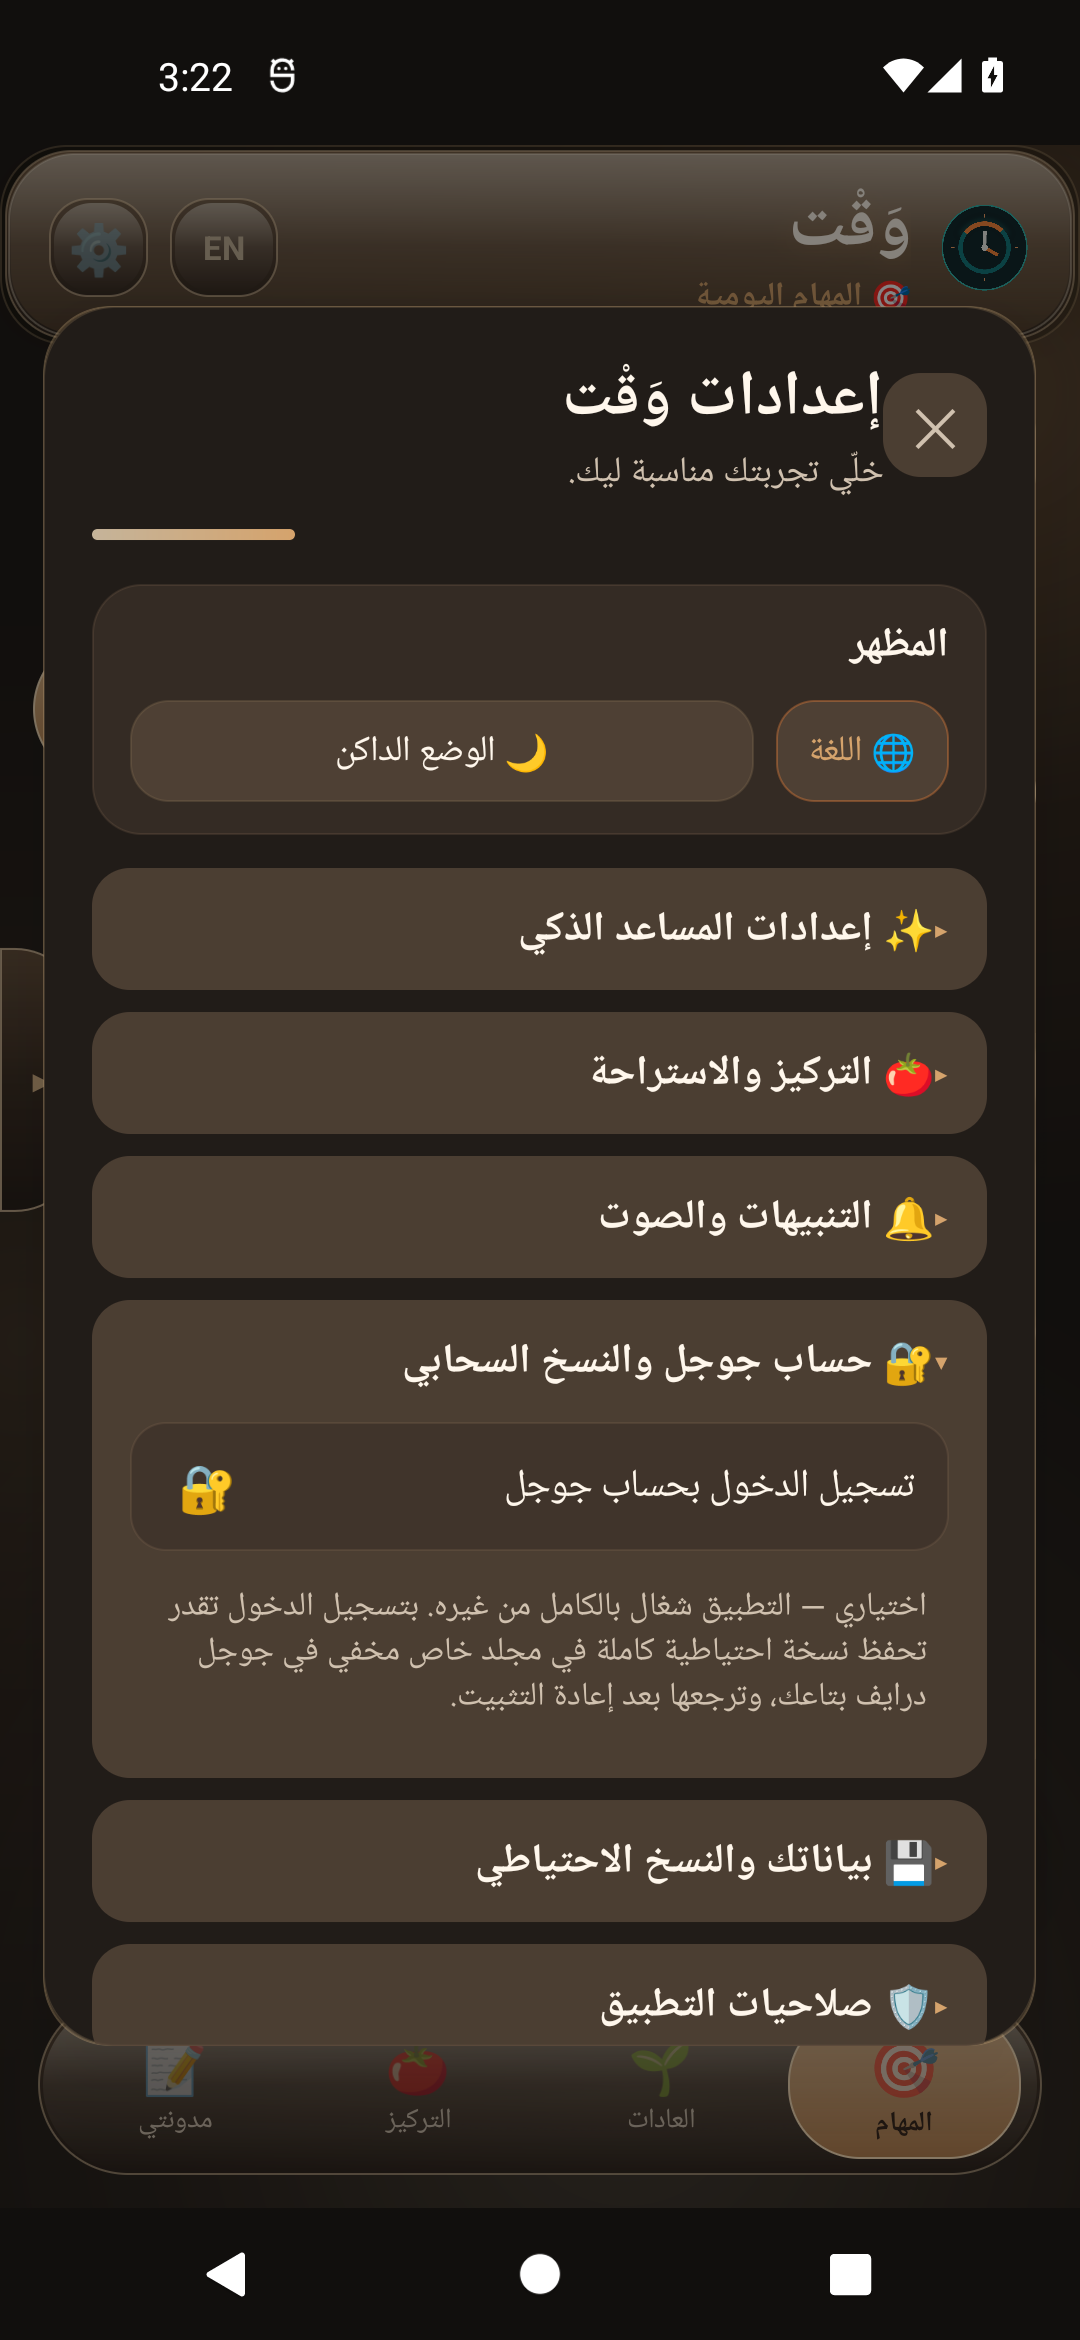 3:22
وَقْت
EN
🎯 المهام اليومية
إعدادات وَقْت
خلّي تجربتك مناسبة ليك.
المظهر
🌐 اللغة
🌙 الوضع الداكن
✨ إعدادات المساعد الذكي
🍅 التركيز والاستراحة
🔔 التنبيهات والصوت
🔐 حساب جوجل والنسخ السحابي
تسجيل الدخول بحساب جوجل 🔐
اختياري — التطبيق شغال بالكامل من غيره. بتسجيل الدخول تقدر
تحفظ نسخة احتياطية كاملة في مجلد خاص مخفي في جوجل
درايف بتاعك، وترجعها بعد إعادة التثبيت.
💾 بياناتك والنسخ الاحتياطي
🛡️ صلاحيات التطبيق
المهام
العادات
التركيز
مدونتي